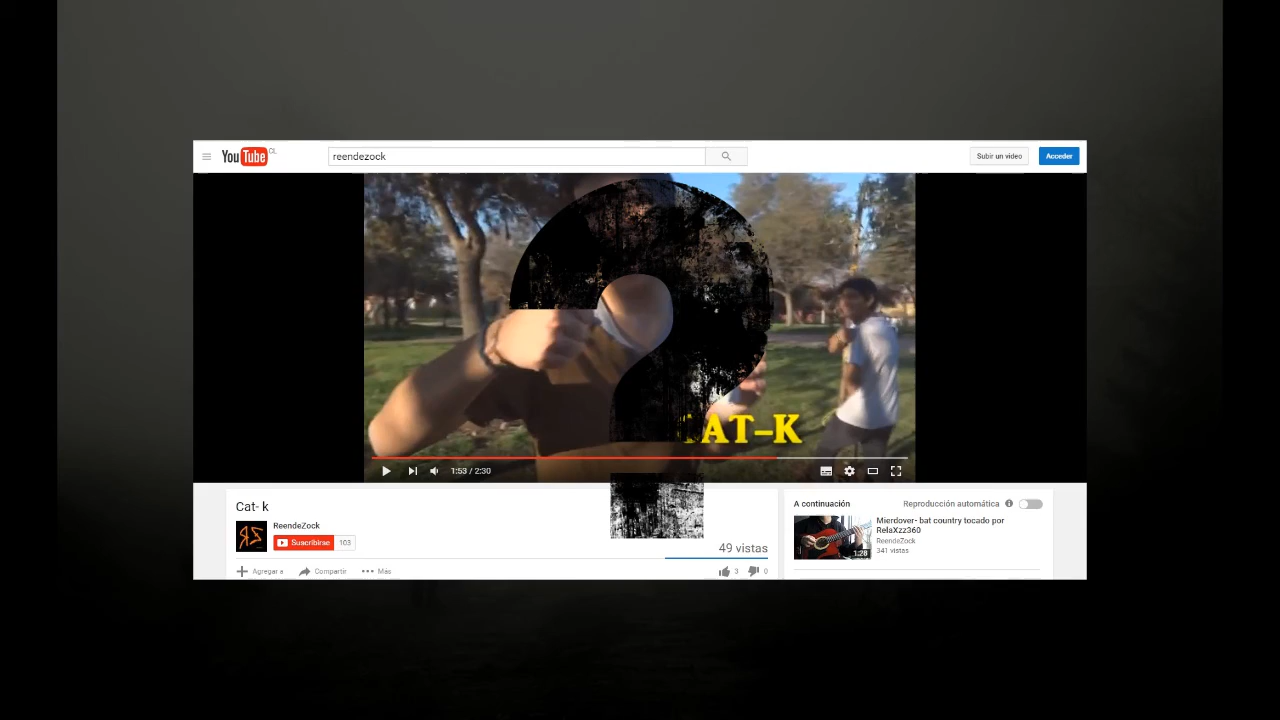 YouTube CL
reendezock
Subir un video
Acceder
CAT-K
1:53 / 2:30
Cat- k
ReendeZock
Suscribirse 103
49 vistas
Agregar a Compartir Más
3 0
A continuación Reproducción automática
1:28
Mierdover- bat country tocado por
RelaXzz360
ReendeZock
341 vistas